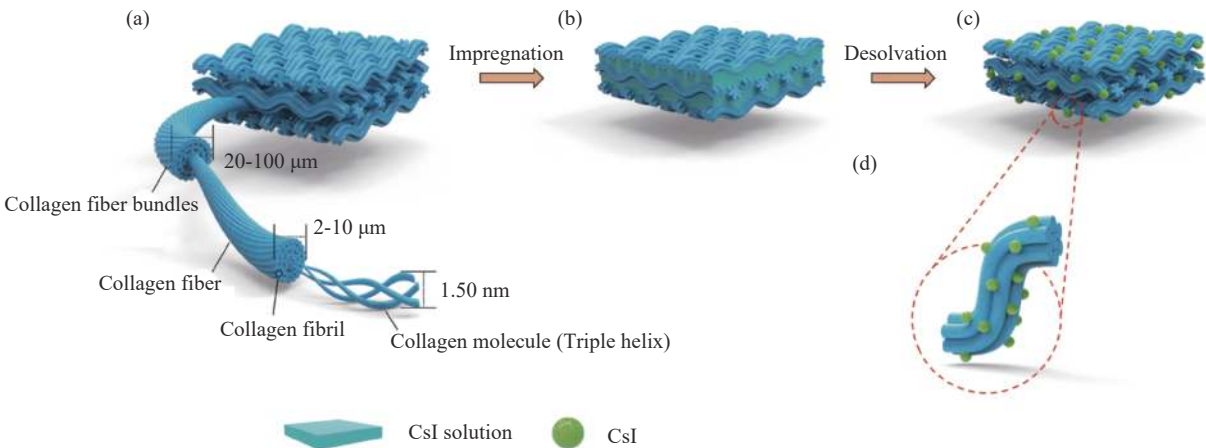 (a)
Impregnation
(b)
Desolvation
(c)
20-100 μm
Collagen fiber bundles
(d)
2-10 μm
Collagen fiber
1.50 nm
Collagen fibril
Collagen molecule (Triple helix)
CsI solution
CsI